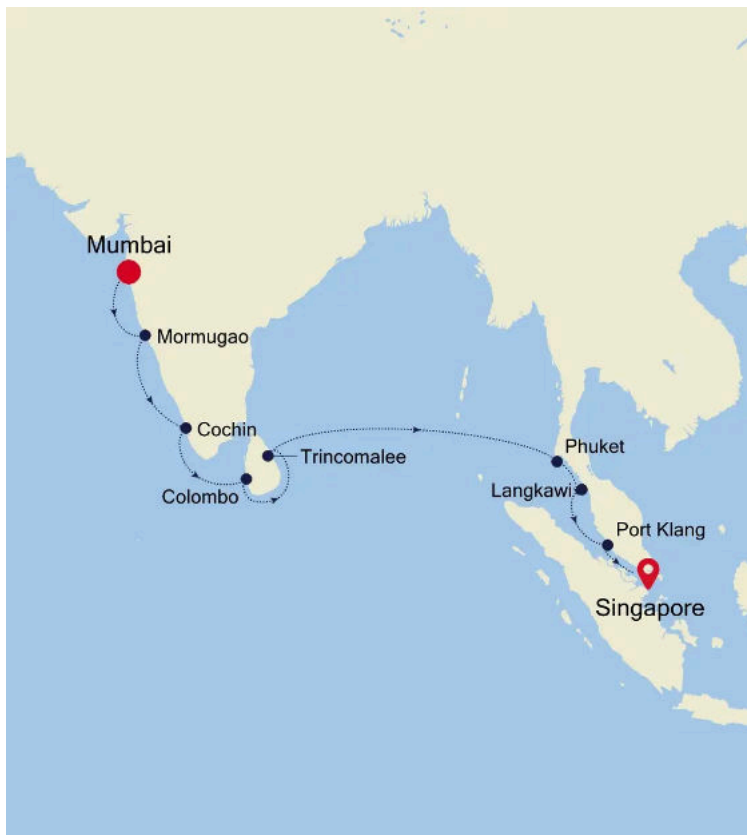 Mumbai
Mormugao
Cochin
Colombo
Trincomalee
Phuket
Langkawi
Port Klang
Singapore